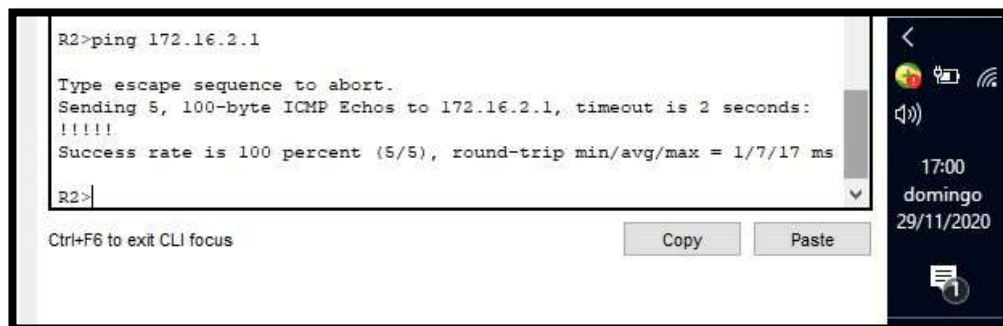 R2>ping 172.16.2.1
Type escape sequence to abort.
Sending 5, 100-byte ICMP Echos to 172.16.2.1, timeout is 2 seconds:
!!!!!
Success rate is 100 percent (5/5), round-trip min/avg/max = 1/7/17 ms
R2>
Ctrl+F6 to exit CLI focus
Copy
Paste
17:00
domingo
29/11/2020
1